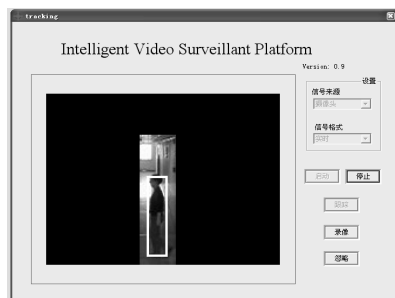 tracking
Intelligent Video Surveillant Platform
Version: 0.9
设置
信号来源
摄像头
信号格式
实时
启动 停止
跟踪
录像
忽略